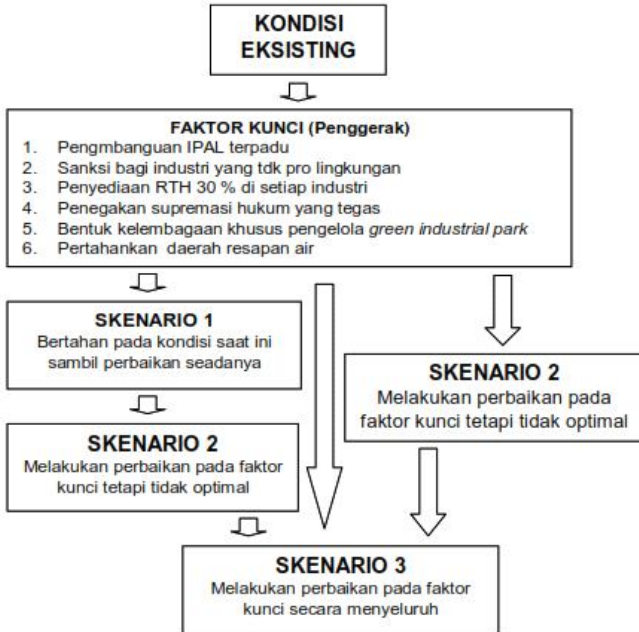 KONDISI
EKSISTING
FAKTOR KUNCI (Penggerak)
1. Pengmbanguan IPAL terpadu
2. Sanksi bagi industri yang tdk pro lingkungan
3. Penyediaan RTH 30 % di setiap industri
4. Penegakan supremasi hukum yang tegas
5. Bentuk kelembagaan khusus pengelola green industrial park
6. Pertahankan daerah resapan air
SKENARIO 1
Bertahan pada kondisi saat ini
sambil perbaikan seadanya
SKENARIO 2
Melakukan perbaikan pada
faktor kunci tetapi tidak optimal
SKENARIO 2
Melakukan perbaikan pada faktor
kunci tetapi tidak optimal
SKENARIO 3
Melakukan perbaikan pada faktor
kunci secara menyeluruh